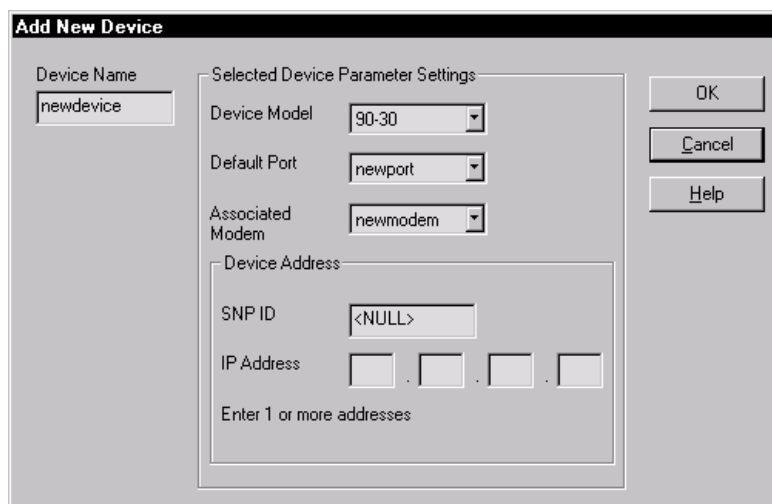 Add New Device
Device Name
newdevice
Selected Device Parameter Settings
Device Model
90-30
Default Port
newport
Associated
Modem
newmodem
Device Address
SNP ID
<NULL>
IP Address
. . .
Enter 1 or more addresses
OK
Cancel
Help